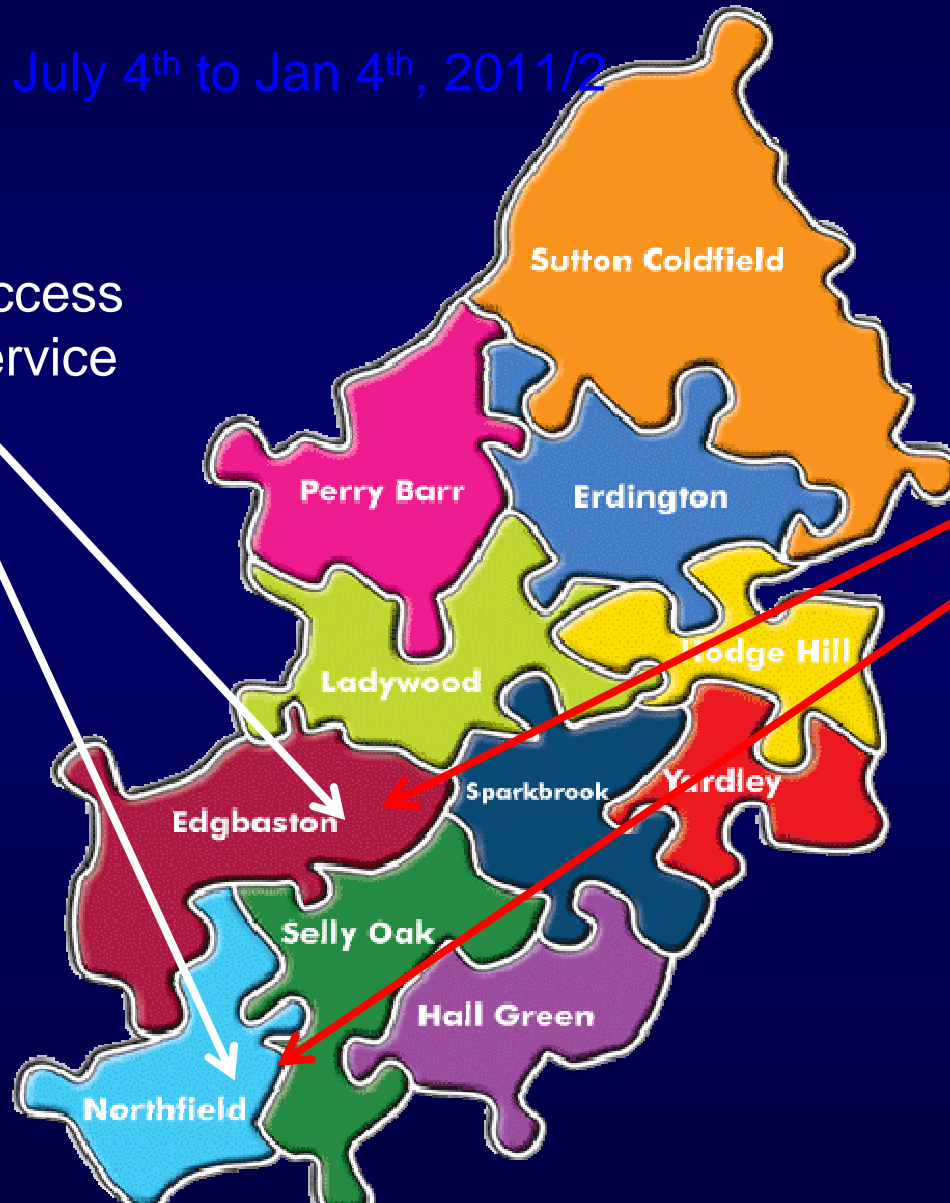 July 4th to Jan 4th, 2011/2
Sutton Coldfield
ccess
ervice
Perry Barr
Erdington
Hodge Hill
Ladywood
Yardley
Sparkbrook
Edgbaston
Selly Oak
Hall Green
Northfield